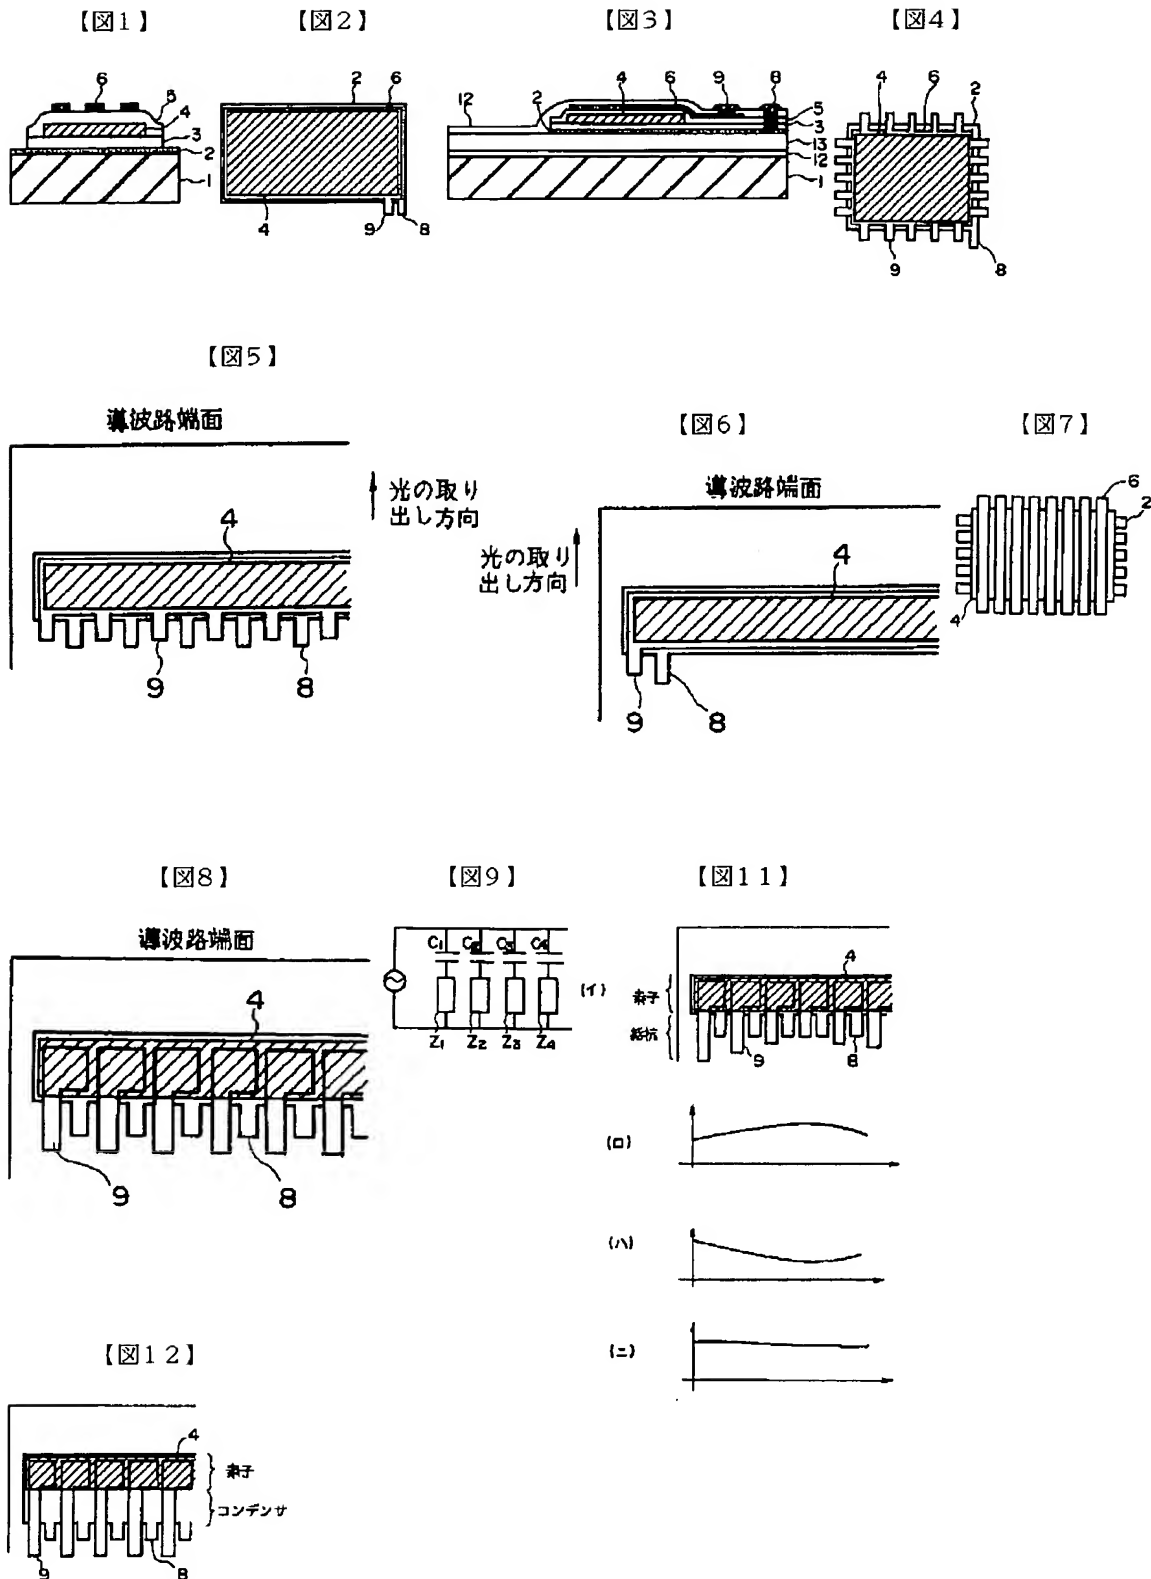 【図1】
【図2】
【図3】
【図4】
6
5
4
3
2
1
2
6
4
9
8
4
6
9
8
12
2
5
3
13
12
1
4
6
2
9
8
【図5】
導波路端面
光の取り
出し方向
4
9
8
【図6】
導波路端面
光の取り
出し方向
4
9
8
【図7】
6
2
4
【図8】
導波路端面
4
9
8
【図9】
C1 C2 C3 C4
Z1 Z2 Z3 Z4
【図11】
(イ)
4
素子
抵抗
9
8
(ロ)
(ハ)
(ニ)
【図12】
4
素子
コンデンサ
9
8